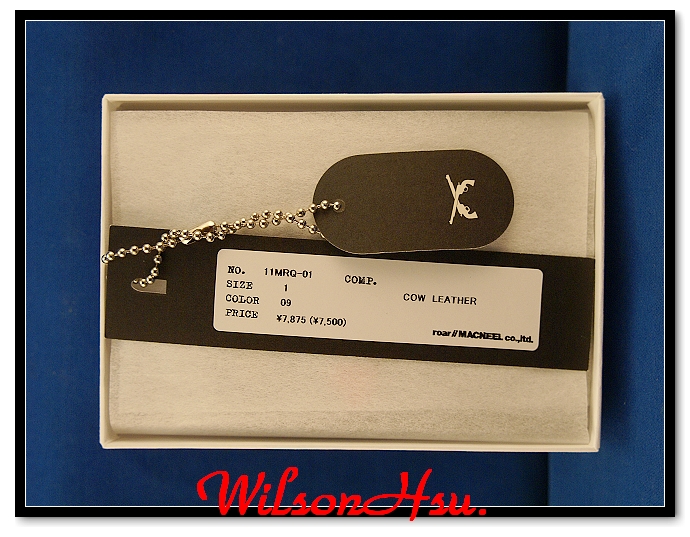 NO. 11MRQ-01 COMP.
SIZE 1
COW LEATHER
COLOR 09
PRICE ¥7,875 (¥7,500)
roar//MACNEEL co.,ltd.
WilsonHsu.